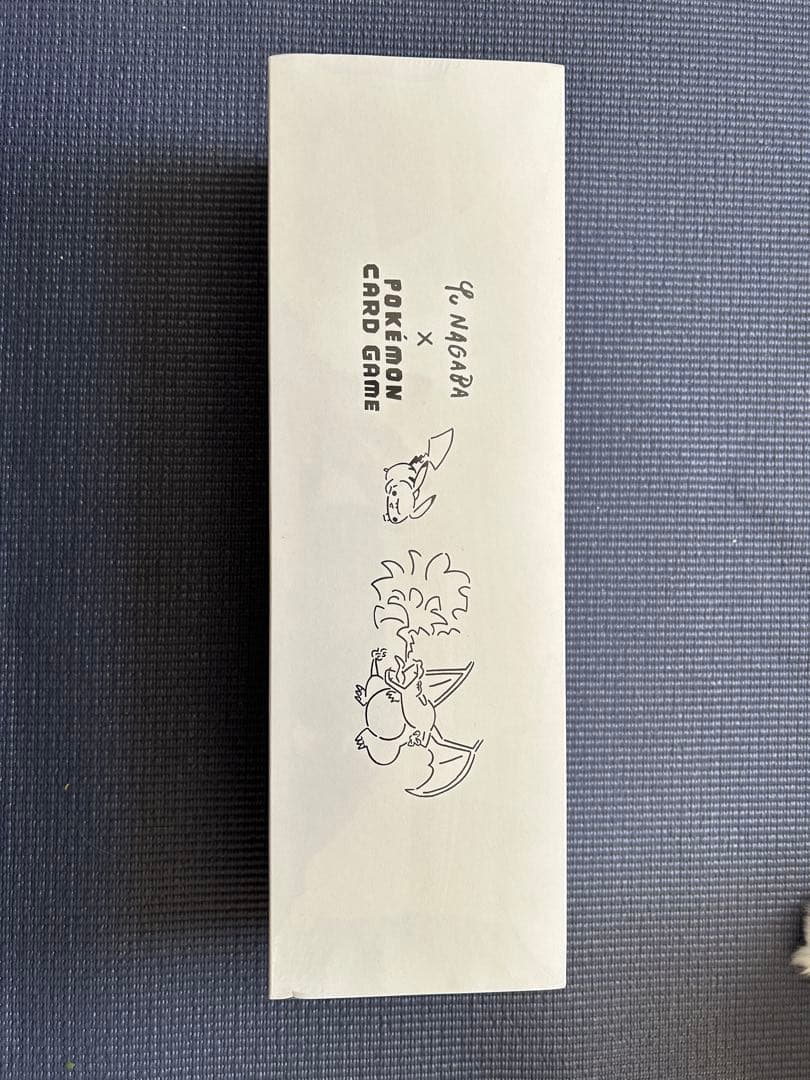 Yu NAGABA
×
POKÉMON
CARD GAME